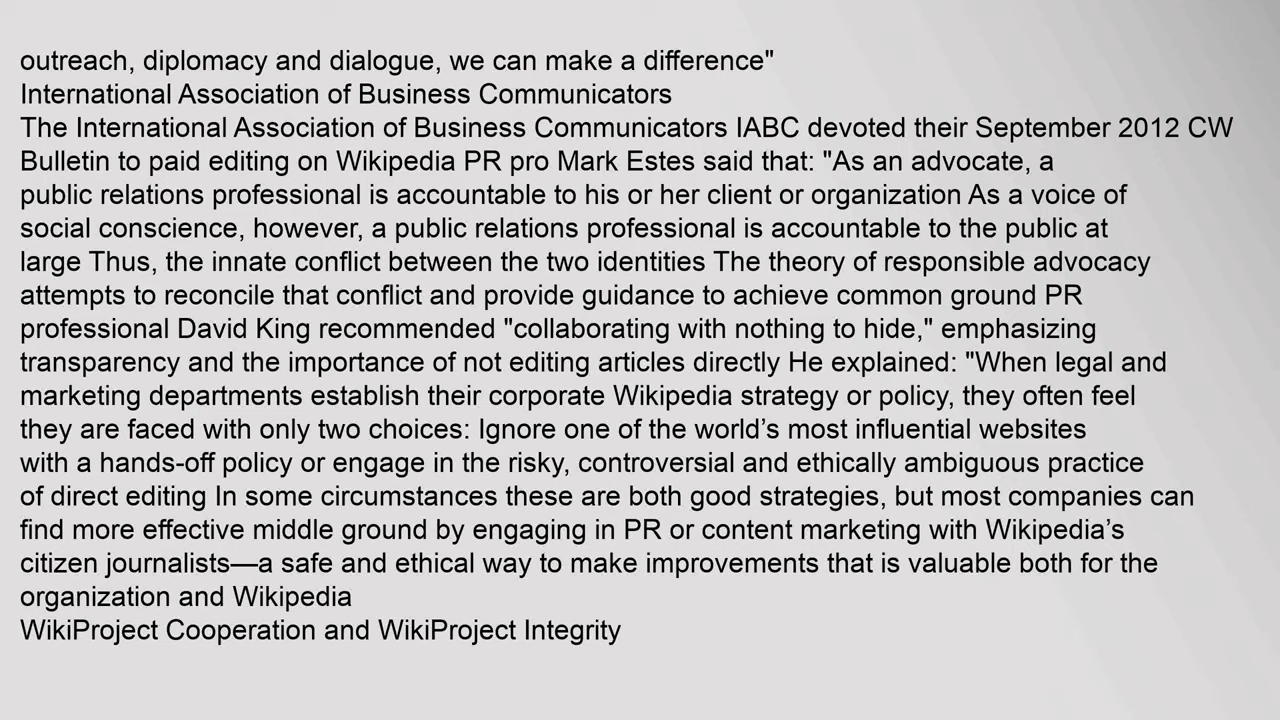 outreach, diplomacy and dialogue, we can make a difference"
International Association of Business Communicators
The International Association of Business Communicators IABC devoted their September 2012 CW
Bulletin to paid editing on Wikipedia PR pro Mark Estes said that: "As an advocate, a
public relations professional is accountable to his or her client or organization As a voice of
social conscience, however, a public relations professional is accountable to the public at
large Thus, the innate conflict between the two identities The theory of responsible advocacy
attempts to reconcile that conflict and provide guidance to achieve common ground PR
professional David King recommended "collaborating with nothing to hide," emphasizing
transparency and the importance of not editing articles directly He explained: "When legal and
marketing departments establish their corporate Wikipedia strategy or policy, they often feel
they are faced with only two choices: Ignore one of the world’s most influential websites
with a hands-off policy or engage in the risky, controversial and ethically ambiguous practice
of direct editing In some circumstances these are both good strategies, but most companies can
find more effective middle ground by engaging in PR or content marketing with Wikipedia’s
citizen journalists—a safe and ethical way to make improvements that is valuable both for the
organization and Wikipedia
WikiProject Cooperation and WikiProject Integrity